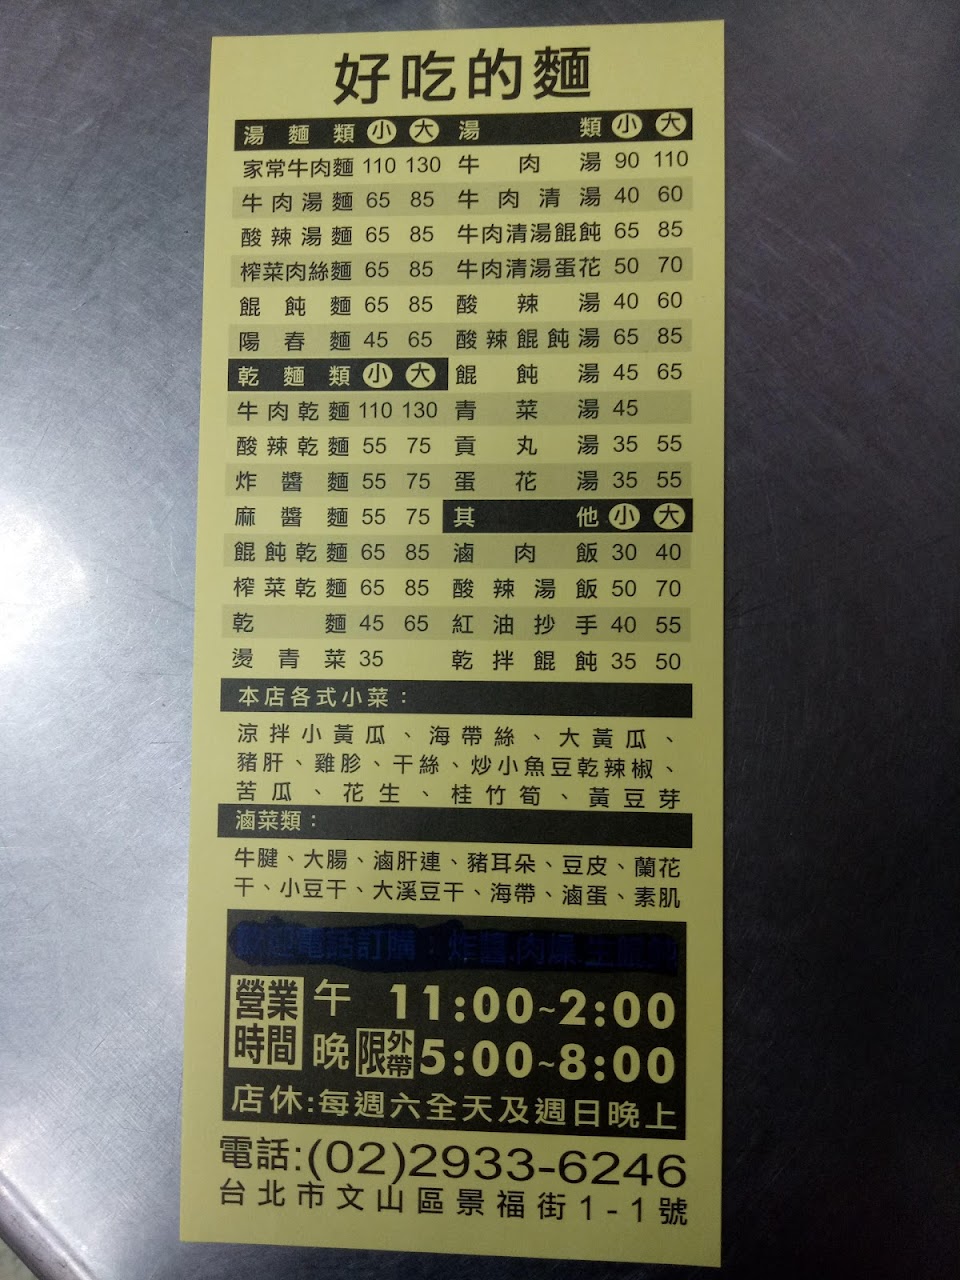 好吃的麵
湯麵類 小 大
家常牛肉麵 110 130
牛肉湯麵 65 85
酸辣湯麵 65 85
榨菜肉絲麵 65 85
餛飩麵 65 85
陽春麵 45 65
乾麵類 小 大
牛肉乾麵 110 130
酸辣乾麵 55 75
炸醬麵 55 75
麻醬麵 55 75
餛飩乾麵 65 85
榨菜乾麵 65 85
乾麵 45 65
燙青菜 35
湯類 小 大
牛肉湯 90 110
牛肉清湯 40 60
牛肉清湯餛飩 65 85
牛肉清湯蛋花 50 70
酸辣湯 40 60
酸辣餛飩湯 65 85
餛飩湯 45 65
青菜湯 45
貢丸湯 35 55
蛋花湯 35 55
其他 小 大
滷肉飯 30 40
酸辣湯飯 50 70
紅油抄手 40 55
乾拌餛飩 35 50
本店各式小菜：
涼拌小黃瓜、海帶絲、大黃瓜、
豬肝、雞胗、干絲、炒小魚豆乾辣椒、
苦瓜、花生、桂竹筍、黃豆芽
滷菜類：
牛腱、大腸、滷肝連、豬耳朵、豆皮、蘭花
干、小豆干、大溪豆干、海帶、滷蛋、素肌
電話訂購：炸醬.肉燥.
營業時間
午 11:00~2:00
晚 限外帶 5:00~8:00
店休:每週六全天及週日晚上
電話:(02)2933-6246
台北市文山區景福街1-1號